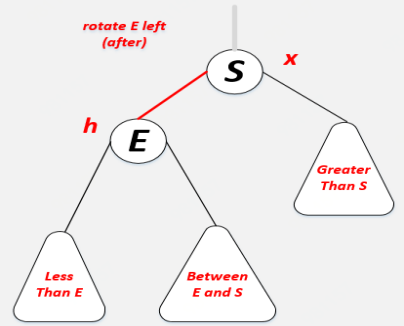 rotate E left
(after)
S
x
h
E
Greater
Than S
Less
Than E
Between
E and S